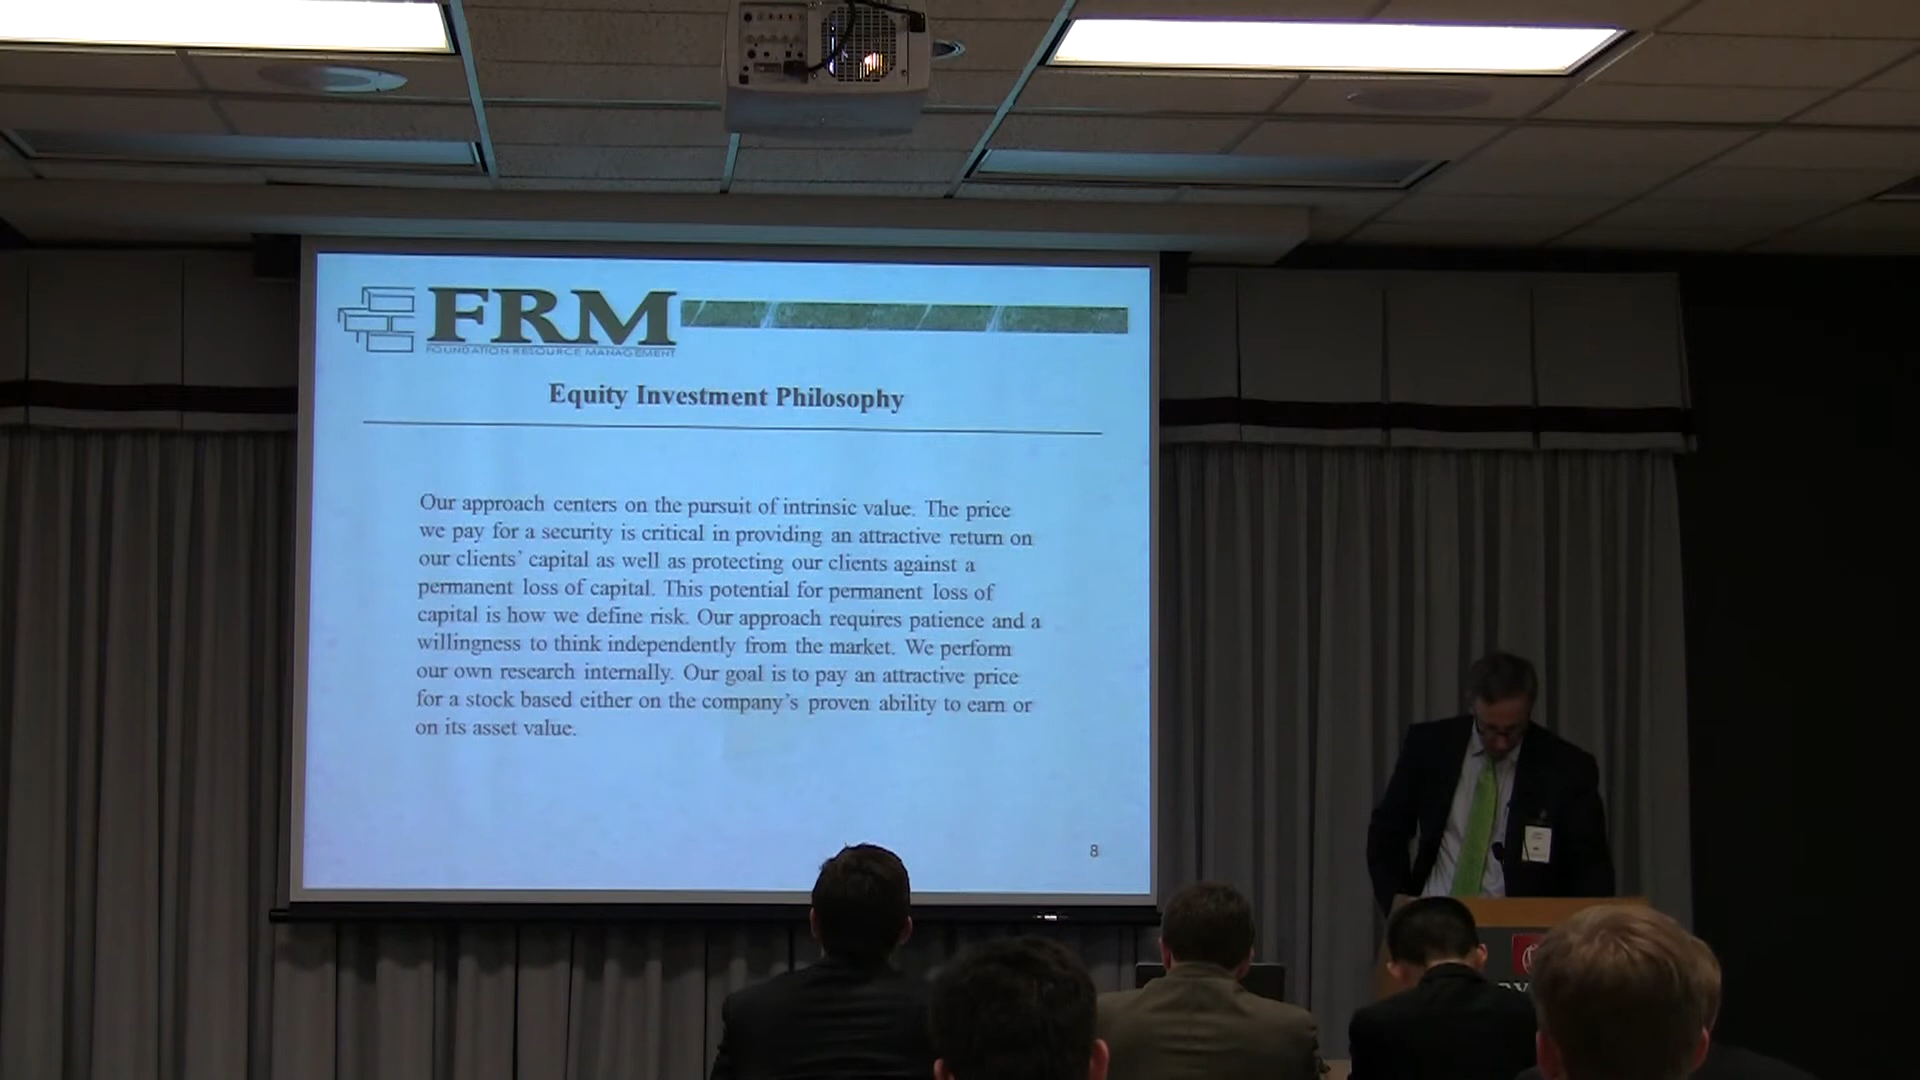 FRM
FOUNDATION RESOURCE MANAGEMENT
Equity Investment Philosophy
Our approach centers on the pursuit of intrinsic value. The price
we pay for a security is critical in providing an attractive return on
our clients’ capital as well as protecting our clients against a
permanent loss of capital. This potential for permanent loss of
capital is how we define risk. Our approach requires patience and a
willingness to think independently from the market. We perform
our own research internally. Our goal is to pay an attractive price
for a stock based either on the company’s proven ability to earn or
on its asset value.
8